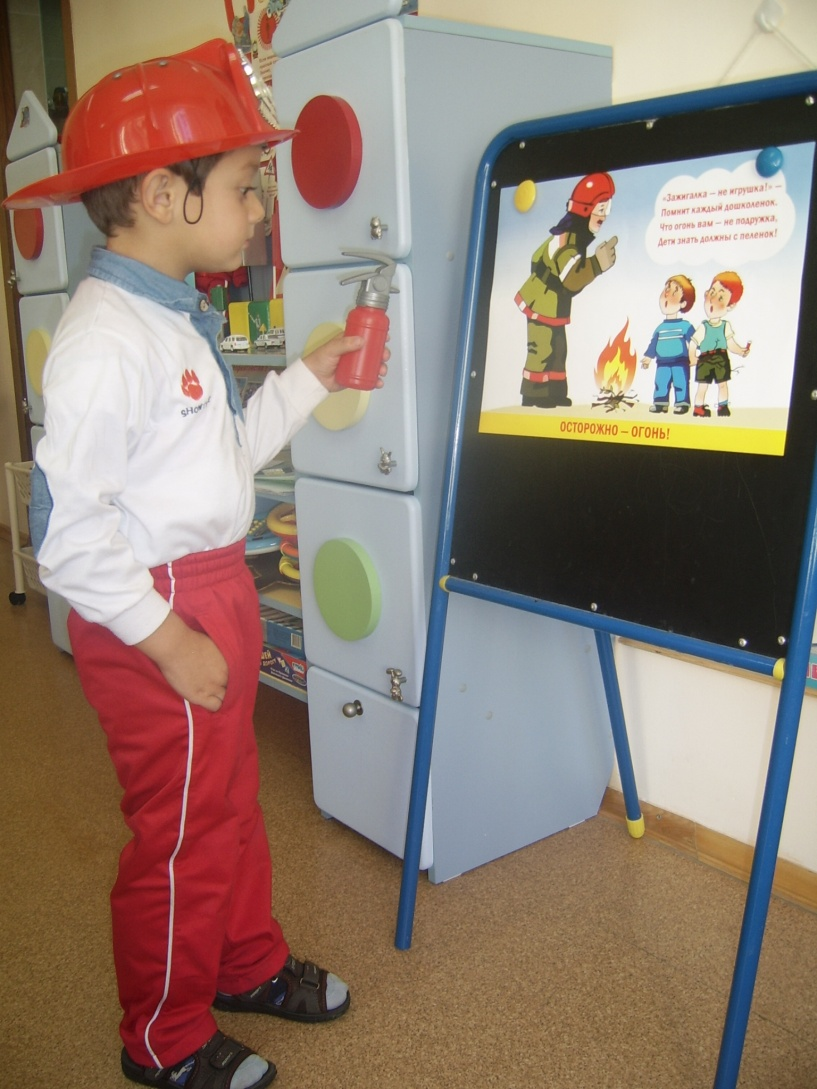 «Зажигалка — не игрушка!» —
Помнит каждый дошколенок.
Что огонь вам — не подружка,
Дети знать должны с пеленок!
ОСТОРОЖНО — ОГОНЬ!